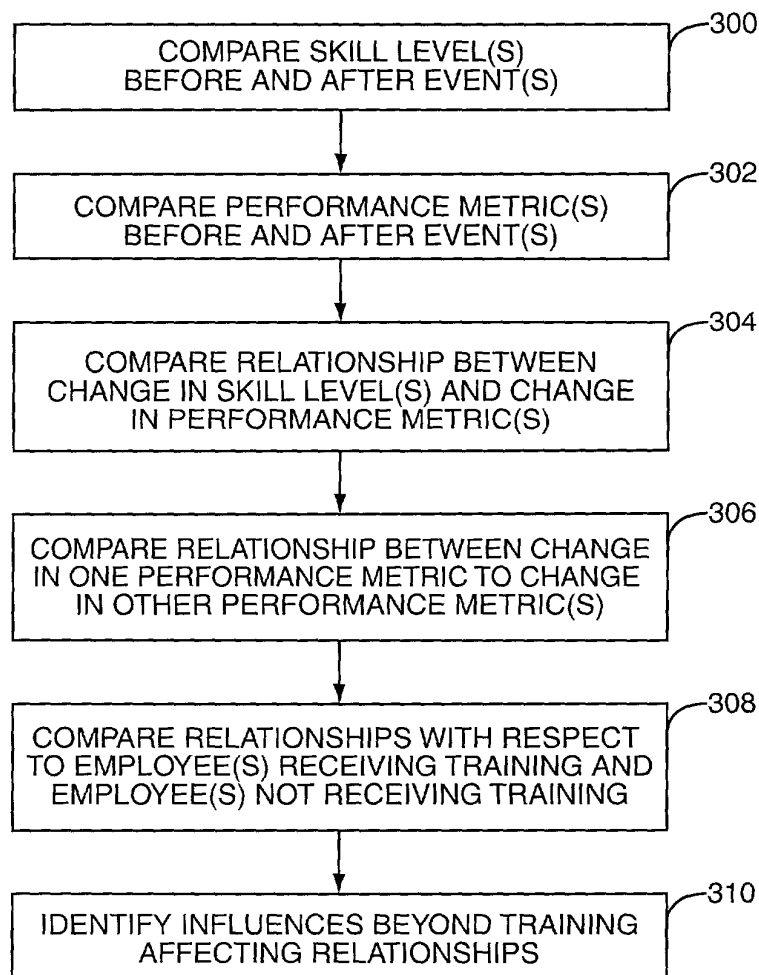 300
COMPARE SKILL LEVEL(S)
BEFORE AND AFTER EVENT(S)
302
COMPARE PERFORMANCE METRIC(S)
BEFORE AND AFTER EVENT(S)
304
COMPARE RELATIONSHIP BETWEEN
CHANGE IN SKILL LEVEL(S) AND CHANGE
IN PERFORMANCE METRIC(S)
306
COMPARE RELATIONSHIP BETWEEN CHANGE
IN ONE PERFORMANCE METRIC TO CHANGE
IN OTHER PERFORMANCE METRIC(S)
308
COMPARE RELATIONSHIPS WITH RESPECT
TO EMPLOYEE(S) RECEIVING TRAINING AND
EMPLOYEE(S) NOT RECEIVING TRAINING
310
IDENTIFY INFLUENCES BEYOND TRAINING
AFFECTING RELATIONSHIPS